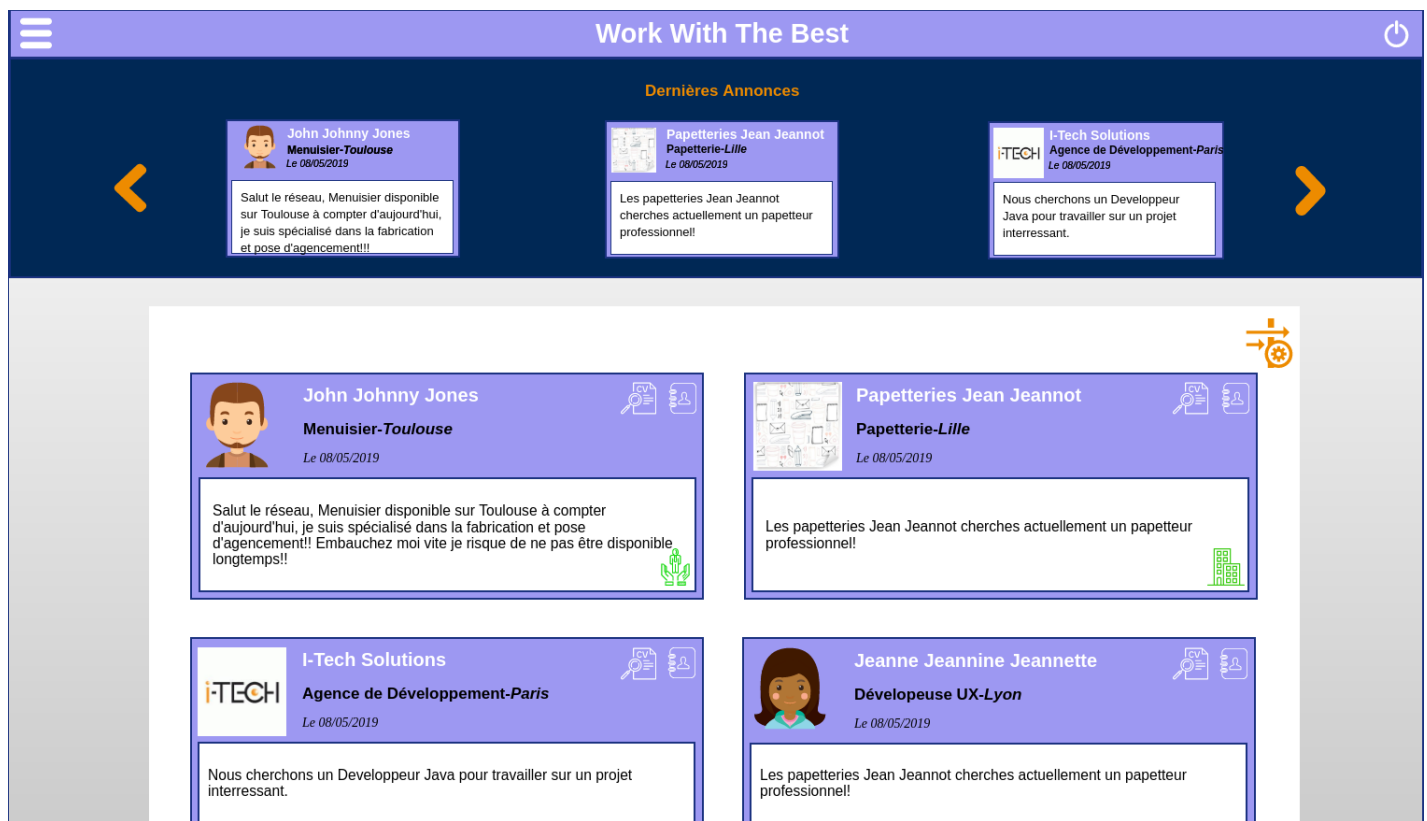 Work With The Best
Dernières Annonces
John Johnny Jones
Menuisier-Toulouse
Le 08/05/2019
Salut le réseau, Menuisier disponible
sur Toulouse à compter d'aujourd'hui,
je suis spécialisé dans la fabrication
et pose d'agencement!!!
Papetteries Jean Jeannot
Papetterie-Lille
Le 08/05/2019
Les papetteries Jean Jeannot
cherches actuellement un papetteur
professionnel!
i-TECH
I-Tech Solutions
Agence de Développement-Paris
Le 08/05/2019
Nous cherchons un Developpeur
Java pour travailler sur un projet
interressant.
John Johnny Jones
CV
Menuisier-Toulouse
Le 08/05/2019
Salut le réseau, Menuisier disponible sur Toulouse à compter
d'aujourd'hui, je suis spécialisé dans la fabrication et pose
d'agencement!! Embauchez moi vite je risque de ne pas être disponible
longtemps!!
Papetteries Jean Jeannot
CV
Papetterie-Lille
Le 08/05/2019
Les papetteries Jean Jeannot cherches actuellement un papetteur
professionnel!
i-TECH
I-Tech Solutions
CV
Agence de Développement-Paris
Le 08/05/2019
Nous cherchons un Developpeur Java pour travailler sur un projet
interressant.
Jeanne Jeannine Jeannette
CV
Dévelopeuse UX-Lyon
Le 08/05/2019
Les papetteries Jean Jeannot cherches actuellement un papetteur
professionnel!